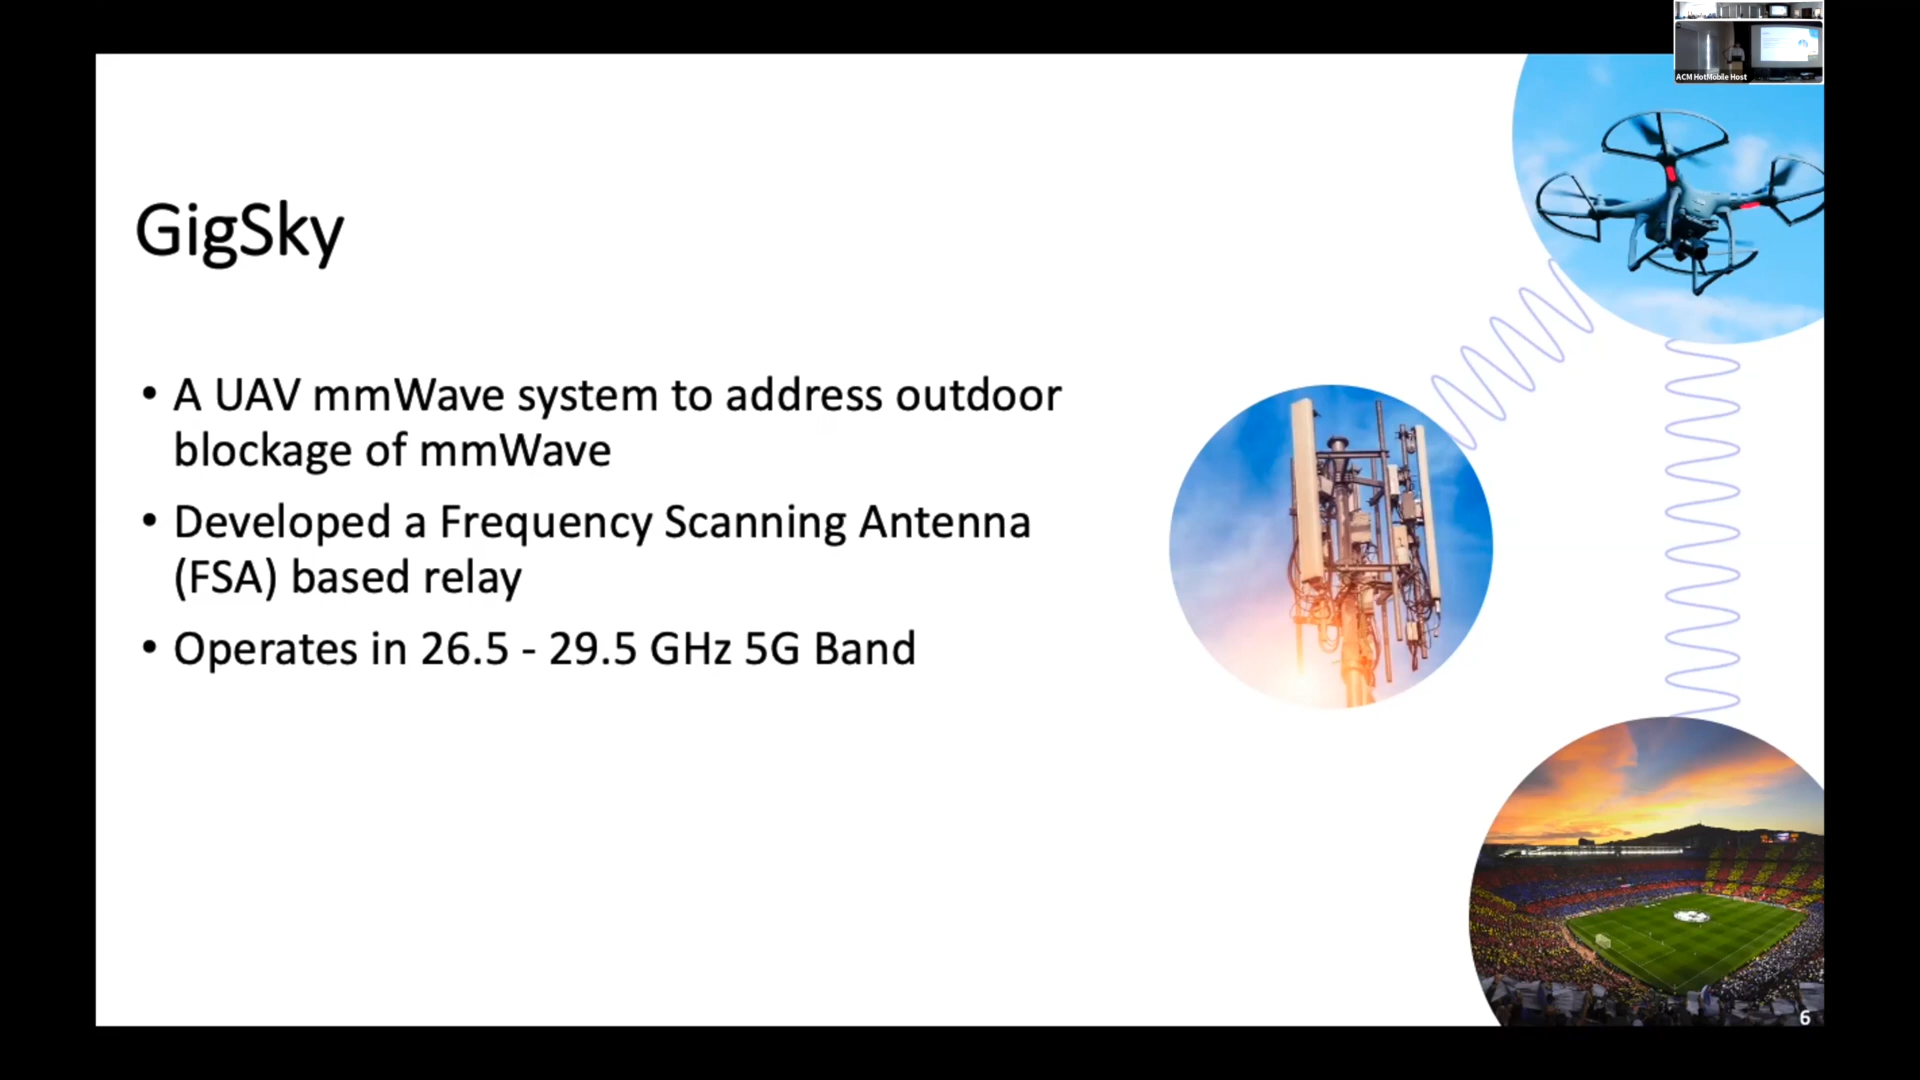 ACM HotMobile Host
GigSky
• A UAV mmWave system to address outdoor
blockage of mmWave
• Developed a Frequency Scanning Antenna
(FSA) based relay
• Operates in 26.5 - 29.5 GHz 5G Band
6